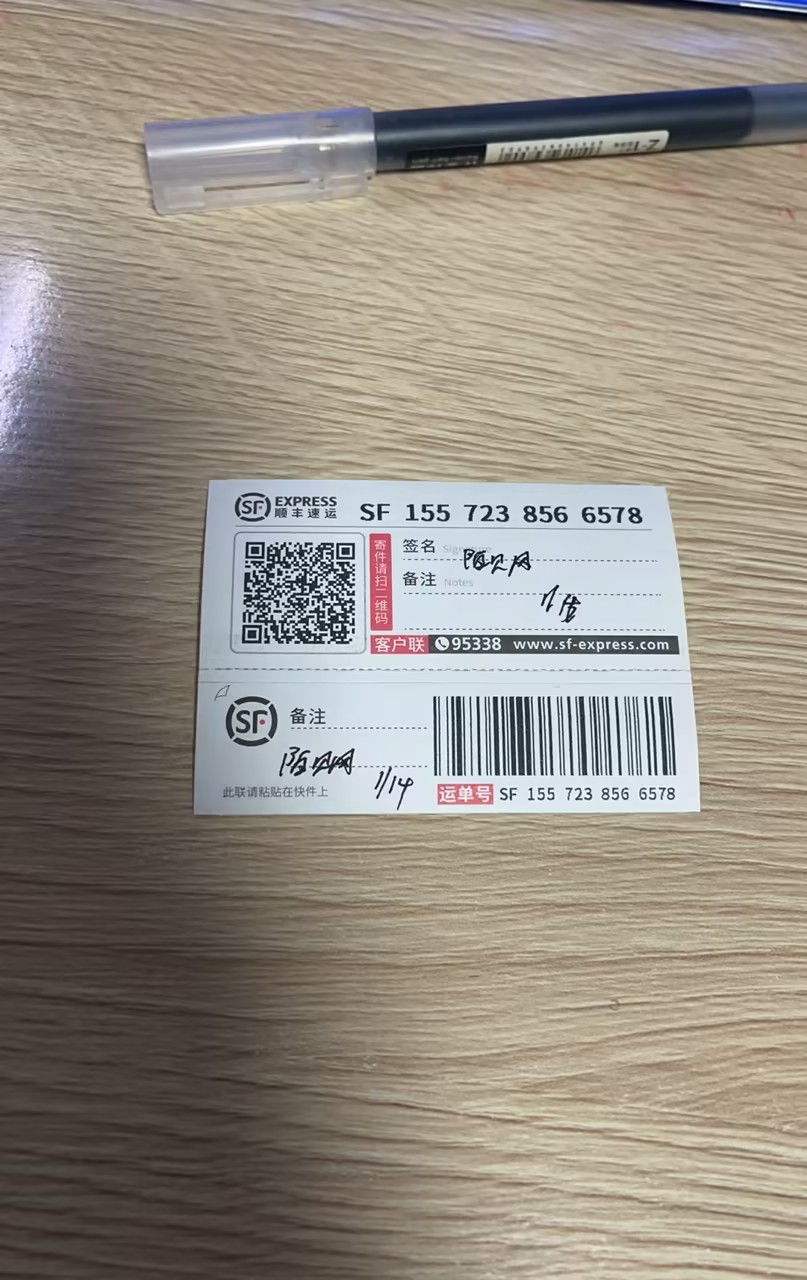 SF EXPRESS
顺丰速运
SF 155 723 856 6578
寄件请扫二维码
签名 Signature
备注 Notes
客户联 95338 www.sf-express.com
SF 备注
1/14
此联请粘贴在快件上
运单号 SF 155 723 856 6578